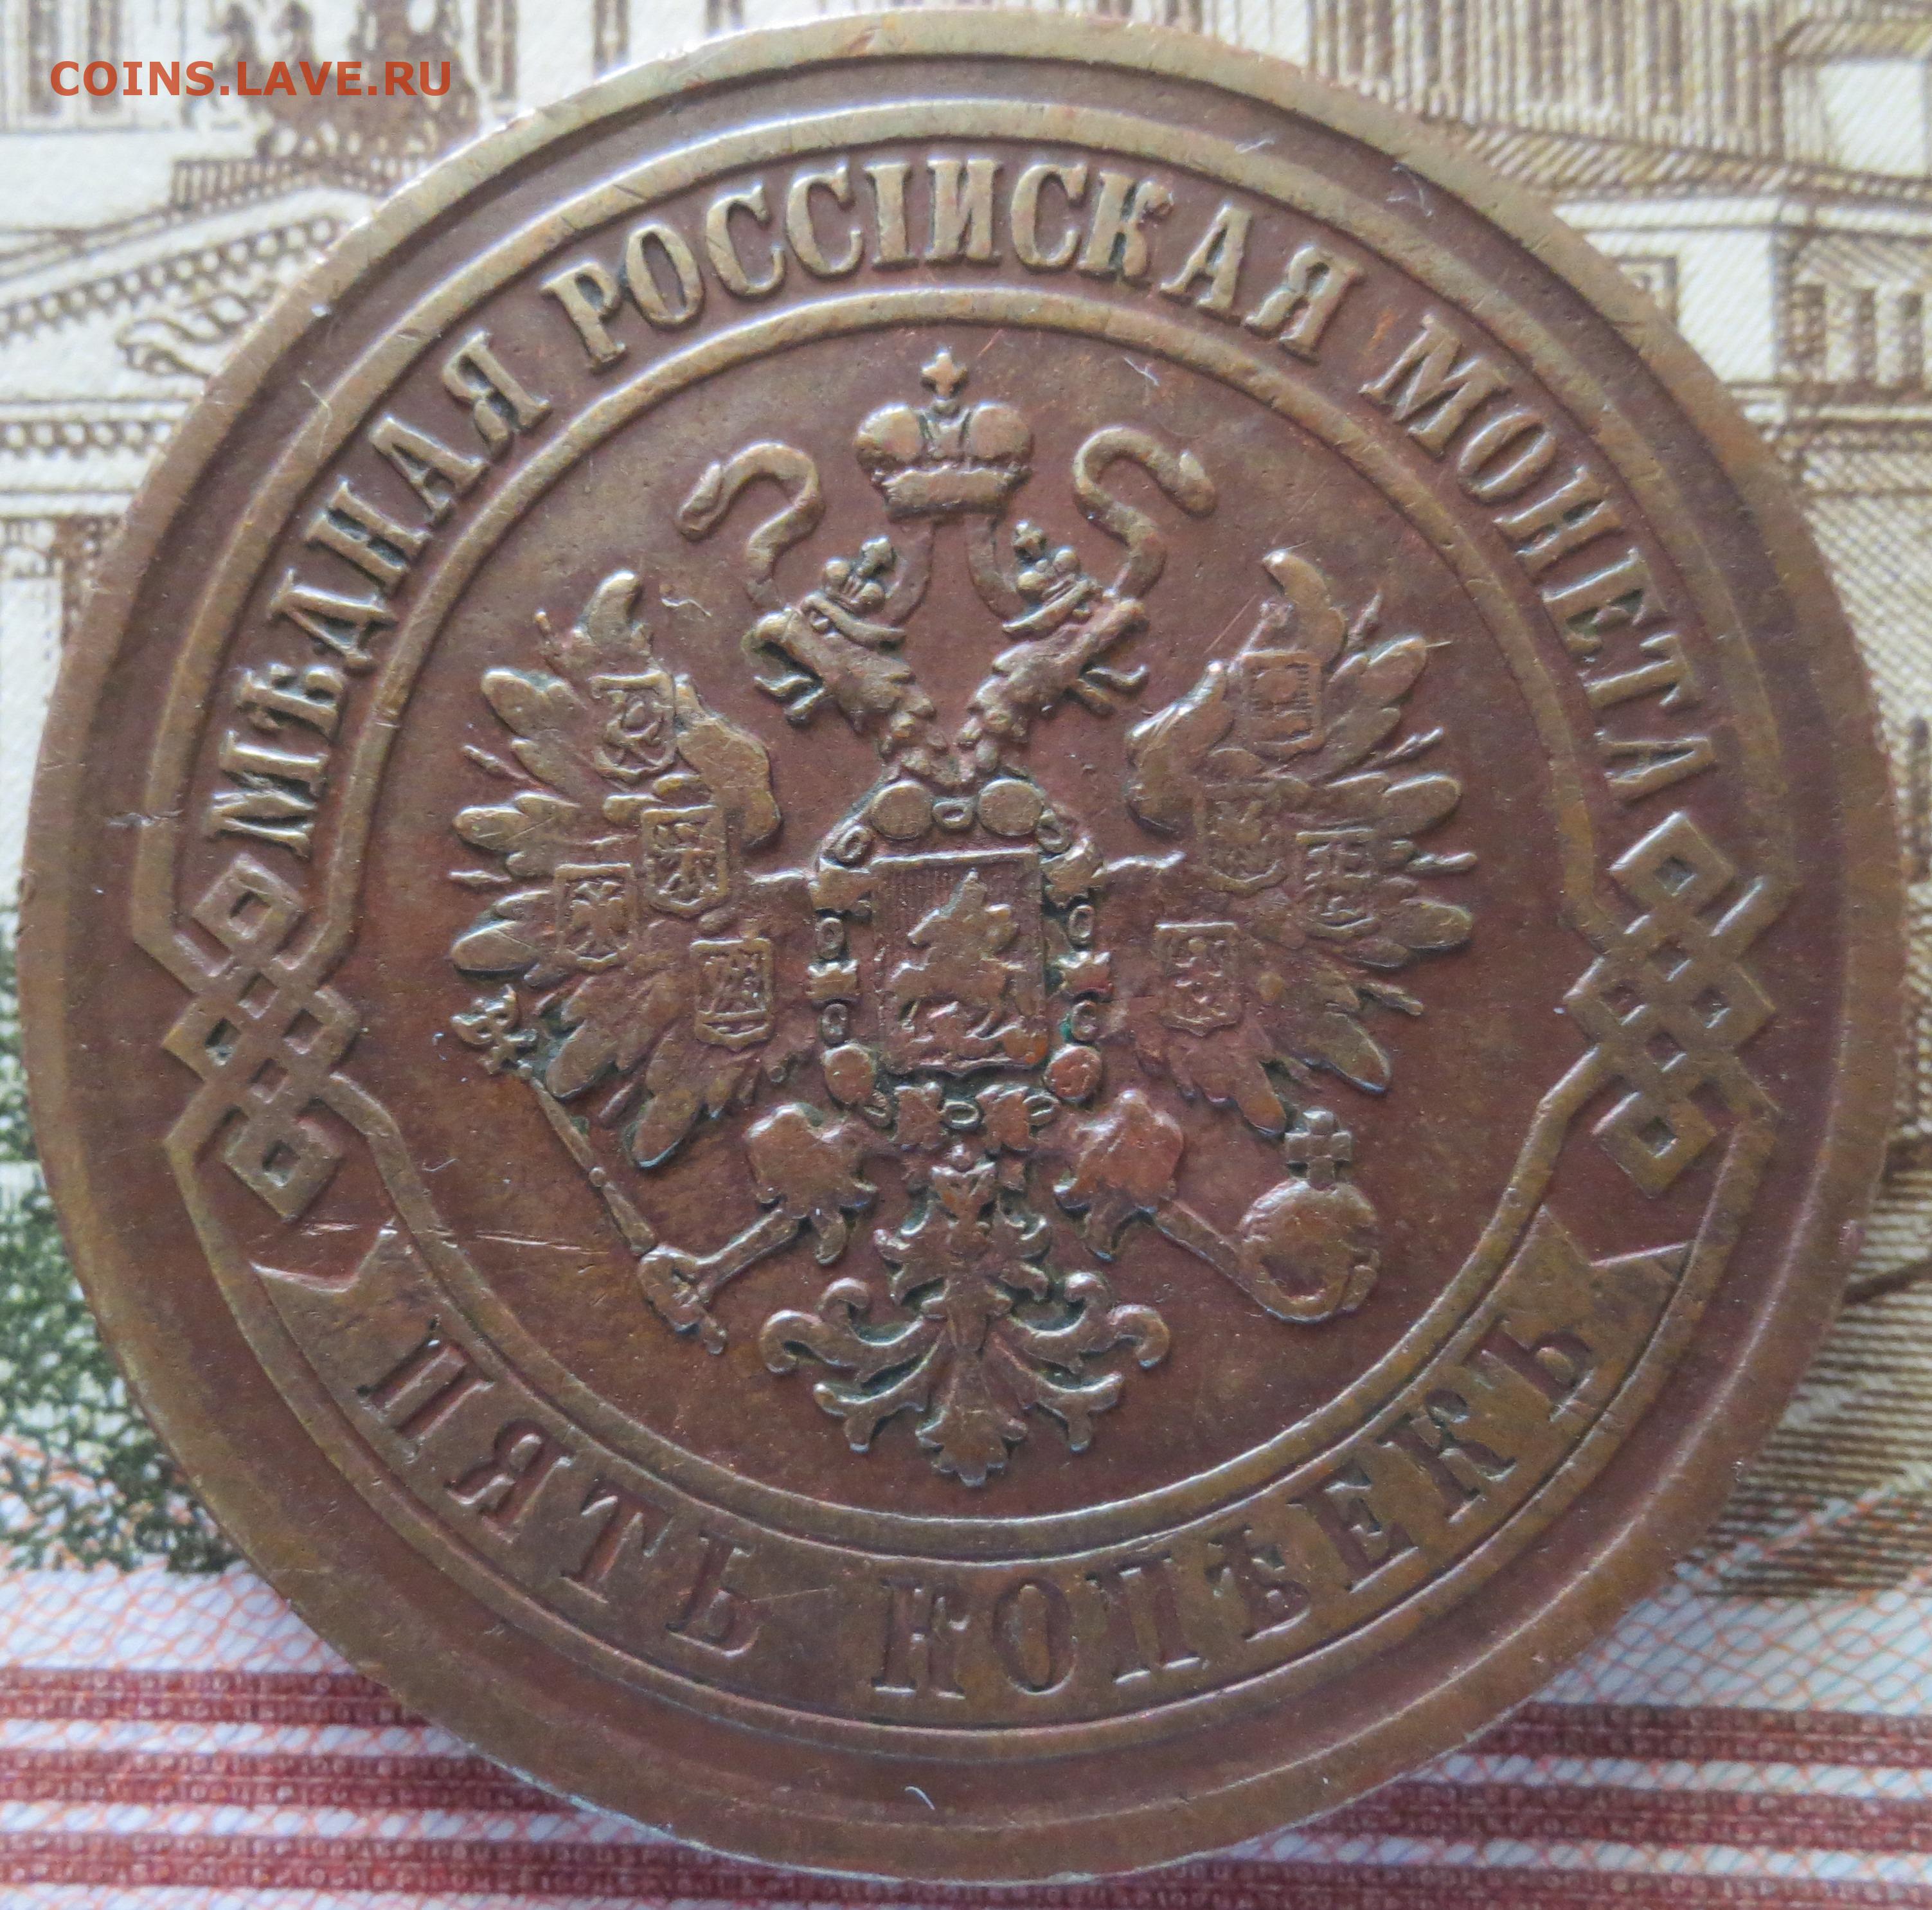 COINS.LAVE.RU
МѢДНАЯ РОССІЙСКАЯ МОНЕТА
ПЯТЬ КОПѢЕКЪ